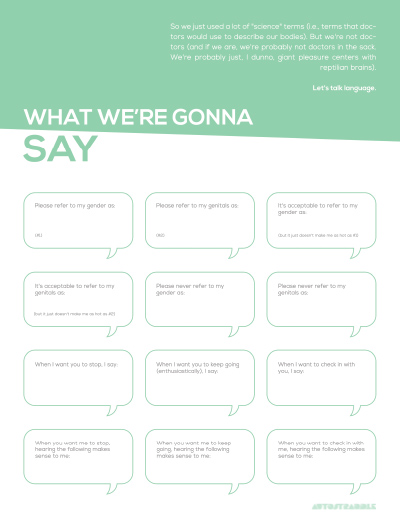 So we just used a lot of "science" terms (i.e., terms that doc-
tors would use to describe our bodies). But we're not doc-
tors (and if we are, we're probably not doctors in the sack.
We're probably just, I dunno, giant pleasure centers with
reptilian brains).
Let's talk language.
WHAT WE'RE GONNA
SAY
Please refer to my gender as:
(#1)
Please refer to my genitals as:
(#2)
It's acceptable to refer to my
gender as:
(but it just doesn't make me as hot as #1)
It's acceptable to refer to my
genitals as:
(but it just doesn't make me as hot as #2)
Please never refer to my
gender as:
Please never refer to my
genitals as:
When I want you to stop, I say:
When I want you to keep going
(enthusiastically), I say:
When I want to check in with
you, I say:
When you want me to stop,
hearing the following makes
sense to me:
When you want me to keep
going, hearing the following
makes sense to me:
When you want to check in with
me, hearing the following makes
sense to me:
AUTOSTRADDLE